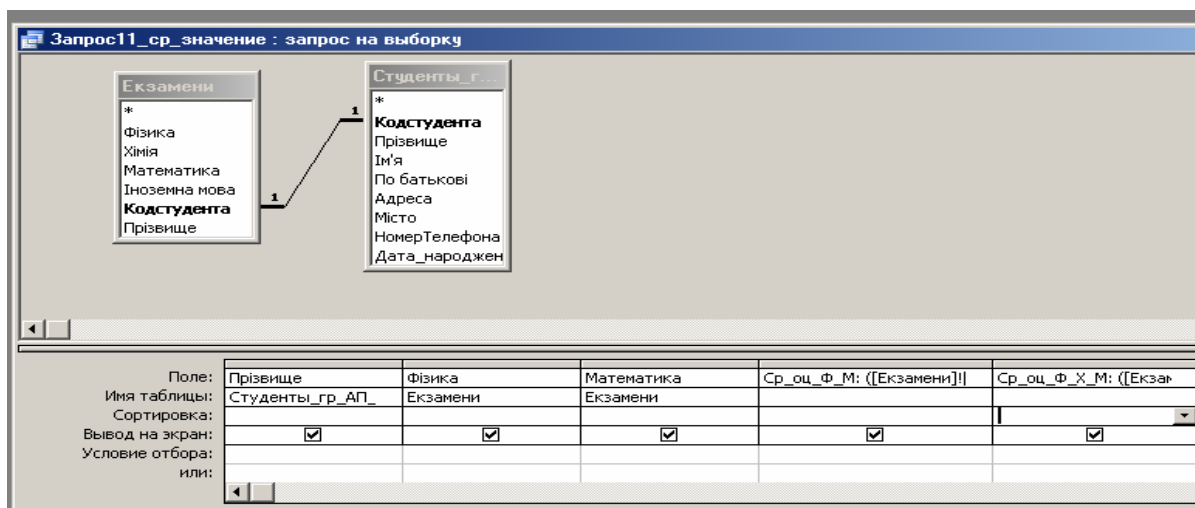 Запрос11_ср_значение : запрос на выборку
Екзамени
*
Фізика
Хімія
Математика
Іноземна мова
Кодстудента
Прізвище
1
1
Студенты_г...
*
Кодстудента
Прізвище
Ім'я
По батькові
Адреса
Місто
НомерТелефона
Дата_народжен
Поле: Прізвище Фізика Математика Ср_оц_Ф_М: ([Екзамени]![ Ср_оц_Ф_Х_М: ([Екзам
Имя таблицы: Студенты_гр_АП_ Екзамени Екзамени
Сортировка:
Вывод на экран:
Условие отбора:
или: